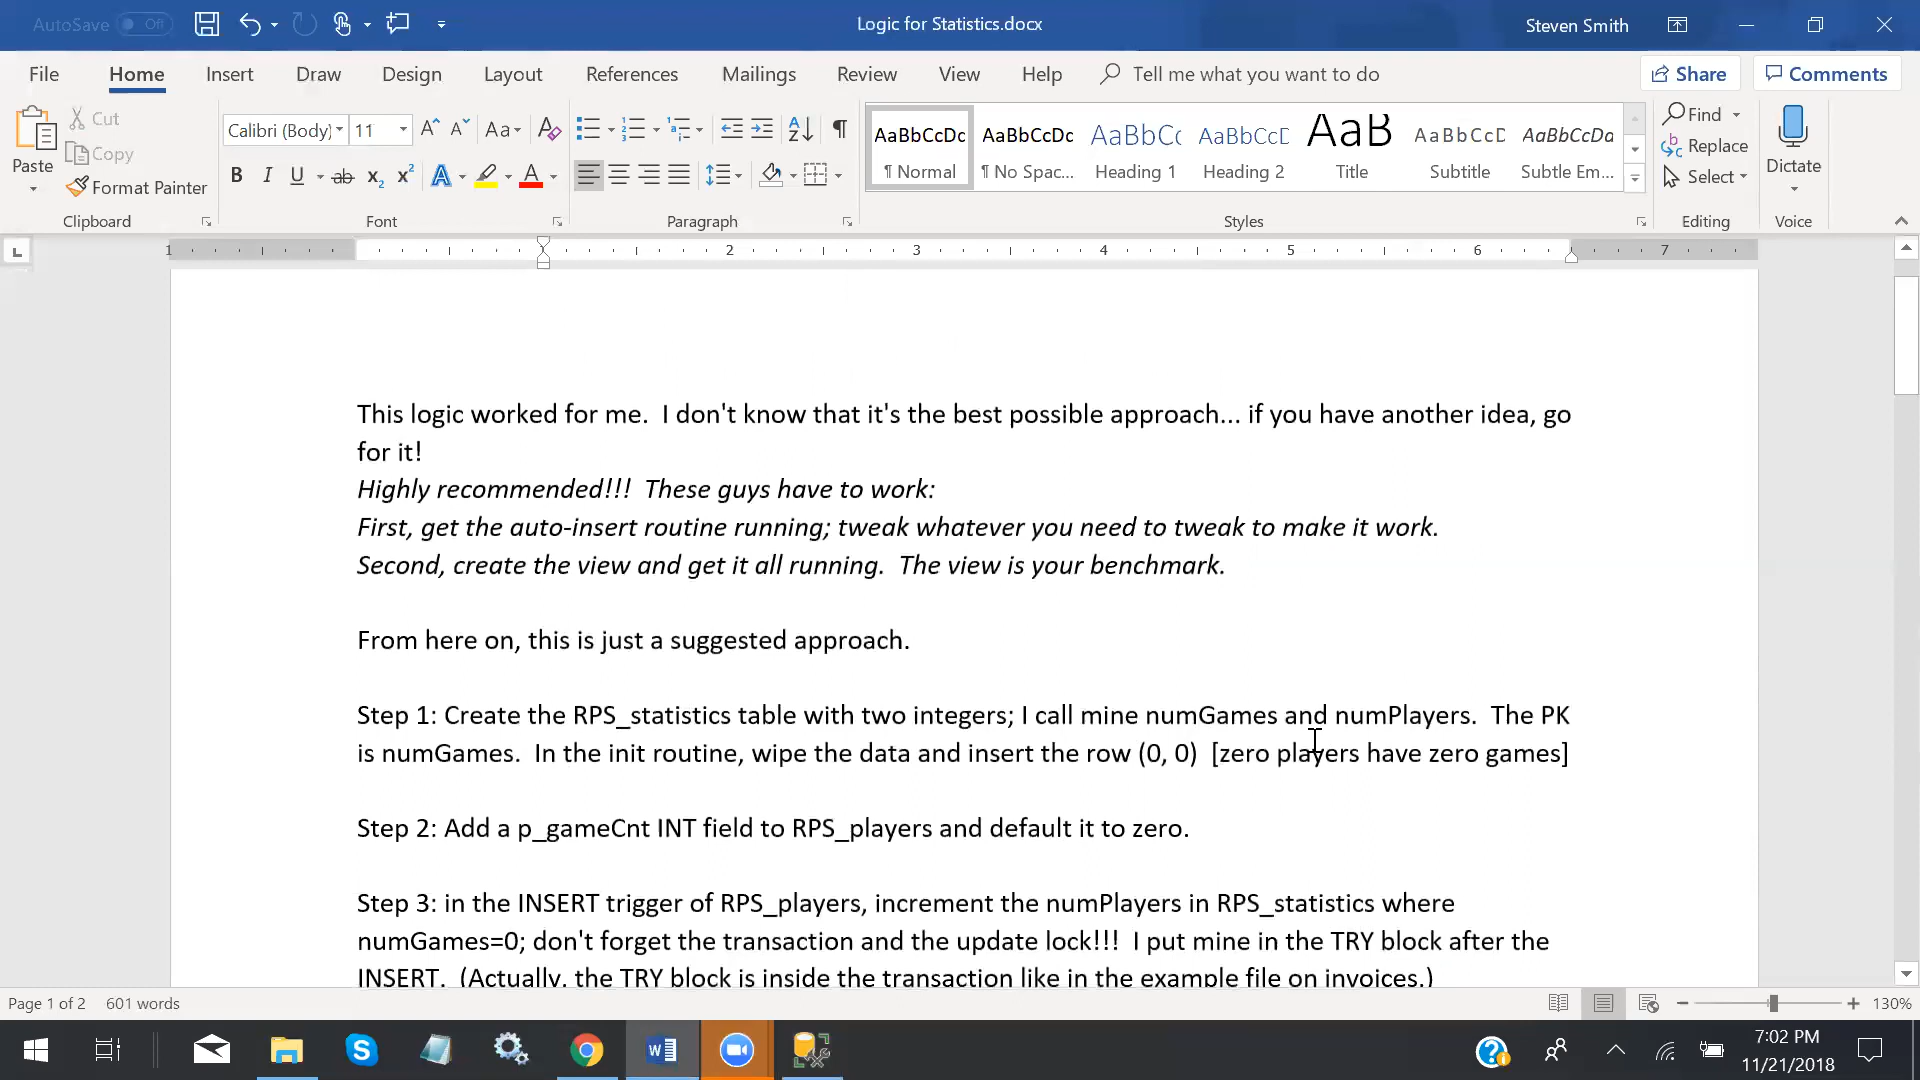 AutoSave Off
Logic for Statistics.docx
Steven Smith
File Home Insert Draw Design Layout References Mailings Review View Help Tell me what you want to do Share Comments
Paste
Cut
Copy
Format Painter
Clipboard
Calibri (Body) 11
Font
Paragraph
AaBbCcDc AaBbCcDc AaBbCc AaBbCcD AaB AaBbCcD AaBbCcDa
¶ Normal ¶ No Spac... Heading 1 Heading 2 Title Subtitle Subtle Em...
Styles
Find
Replace
Select
Editing
Dictate
Voice
1 2 3 4 5 6 7
This logic worked for me.  I don't know that it's the best possible approach... if you have another idea, go
for it!
Highly recommended!!!  These guys have to work:
First, get the auto-insert routine running; tweak whatever you need to tweak to make it work.
Second, create the view and get it all running.  The view is your benchmark.
From here on, this is just a suggested approach.
Step 1: Create the RPS_statistics table with two integers; I call mine numGames and numPlayers.  The PK
is numGames.  In the init routine, wipe the data and insert the row (0, 0)  [zero players have zero games]
Step 2: Add a p_gameCnt INT field to RPS_players and default it to zero.
Step 3: in the INSERT trigger of RPS_players, increment the numPlayers in RPS_statistics where
numGames=0; don't forget the transaction and the update lock!!!  I put mine in the TRY block after the
INSERT.  (Actually, the TRY block is inside the transaction like in the example file on invoices.)
Page 1 of 2 601 words
130%
7:02 PM
11/21/2018